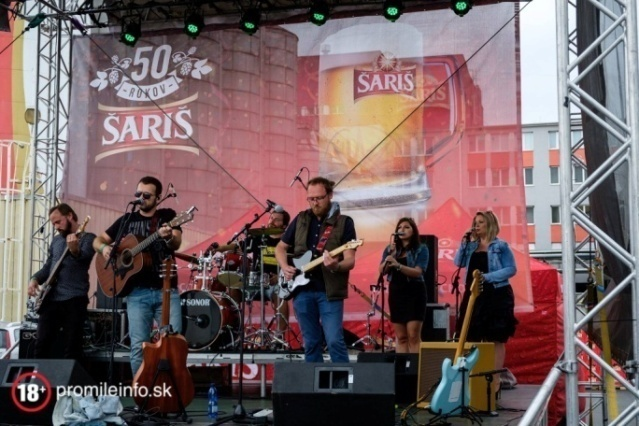 50
ROKOV
ŠARIŠ
ŠARIŠ
SONOR
18+
promileinfo.sk